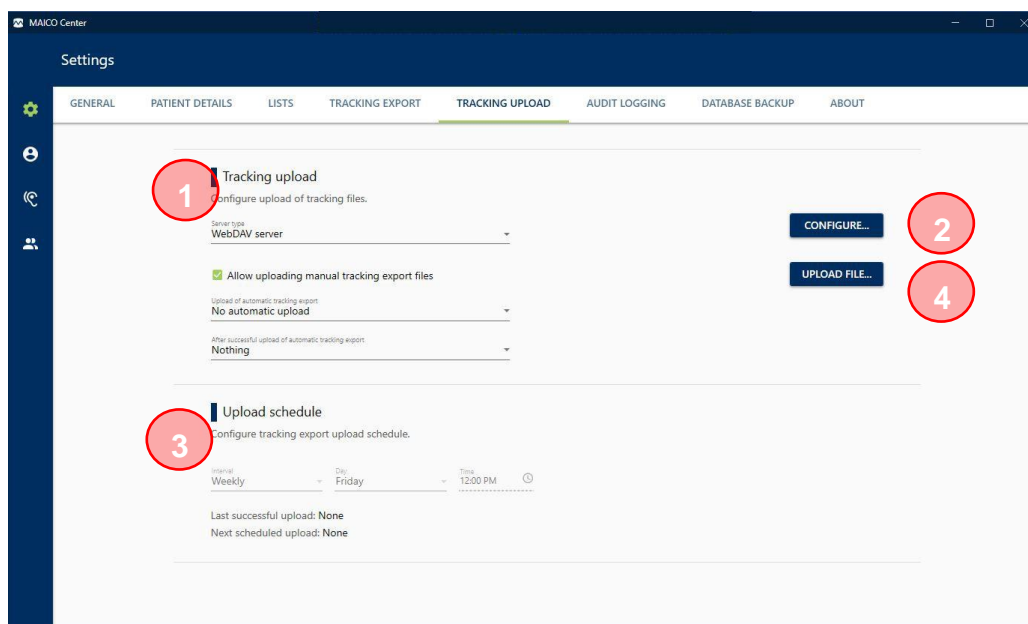 MAICO Center
Settings
GENERAL PATIENT DETAILS LISTS TRACKING EXPORT TRACKING UPLOAD AUDIT LOGGING DATABASE BACKUP ABOUT
1
Tracking upload
Configure upload of tracking files.
Server type
WebDAV server
CONFIGURE...
2
Allow uploading manual tracking export files
UPLOAD FILE...
4
Upload of automatic tracking export
No automatic upload
After successful upload of automatic tracking export
Nothing
3
Upload schedule
Configure tracking export upload schedule.
Interval Day Time
Weekly Friday 12:00 PM
Last successful upload: None
Next scheduled upload: None